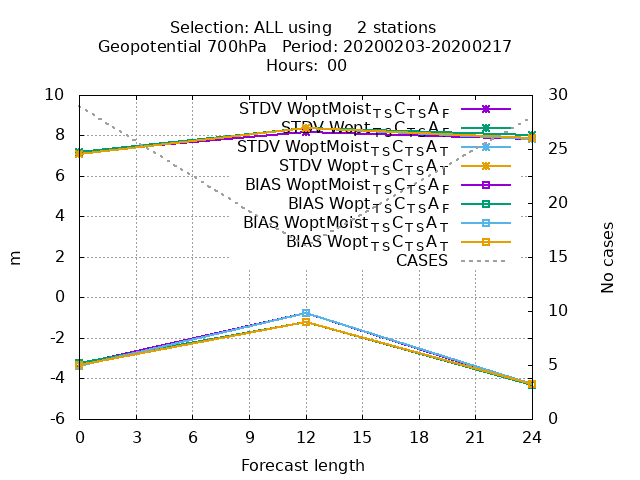 Selection: ALL using 2 stations
Geopotential 700hPa Period: 20200203-20200217
Hours: 00
10 30
8 25
6 20
4
2 15
0 10
-2
-4 5
-6 0
m
No cases
STDV WoptMoistTSCTSAF
STDV WoptTSCTSAF
STDV WoptMoistTSCTSAT
STDV WoptTSCTSAT
BIAS WoptMoistTSCTSAF
BIAS WoptTSCTSAF
BIAS WoptMoistTSCTSAT
BIAS WoptTSCTSAT
CASES
0 3 6 9 12 15 18 21 24
Forecast length